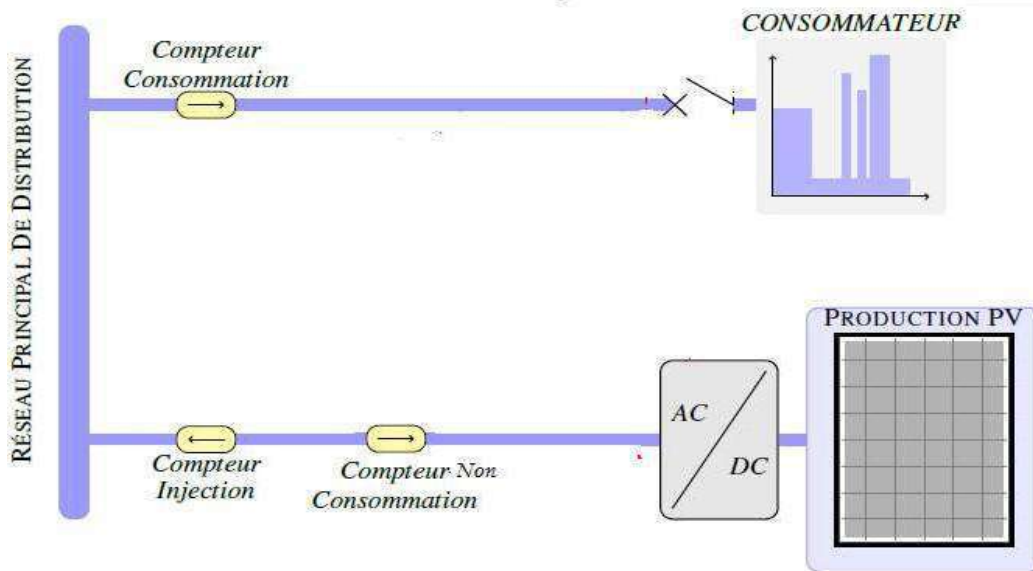 CONSOMMATEUR
Compteur
Consommation
RÉSEAU PRINCIPAL DE DISTRIBUTION
PRODUCTION PV
AC
DC
Compteur
Injection
Compteur Non
Consommation